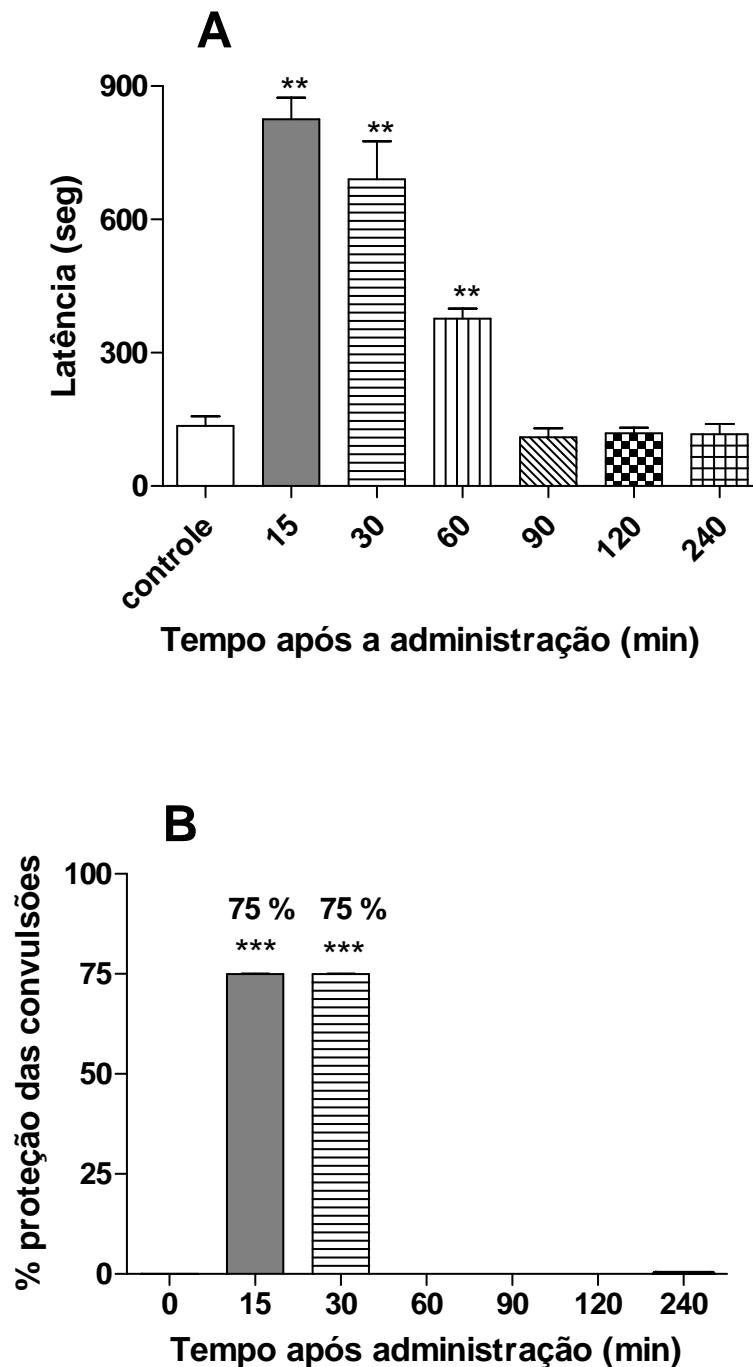 A
Latência (seg)
900
600
300
0
**
**
**
controle
15
30
60
90
120
240
Tempo após a administração (min)
B
% proteção das convulsões
100
75
50
25
0
75 % 75 %
*** ***
0 15 30 60 90 120 240
Tempo após administração (min)